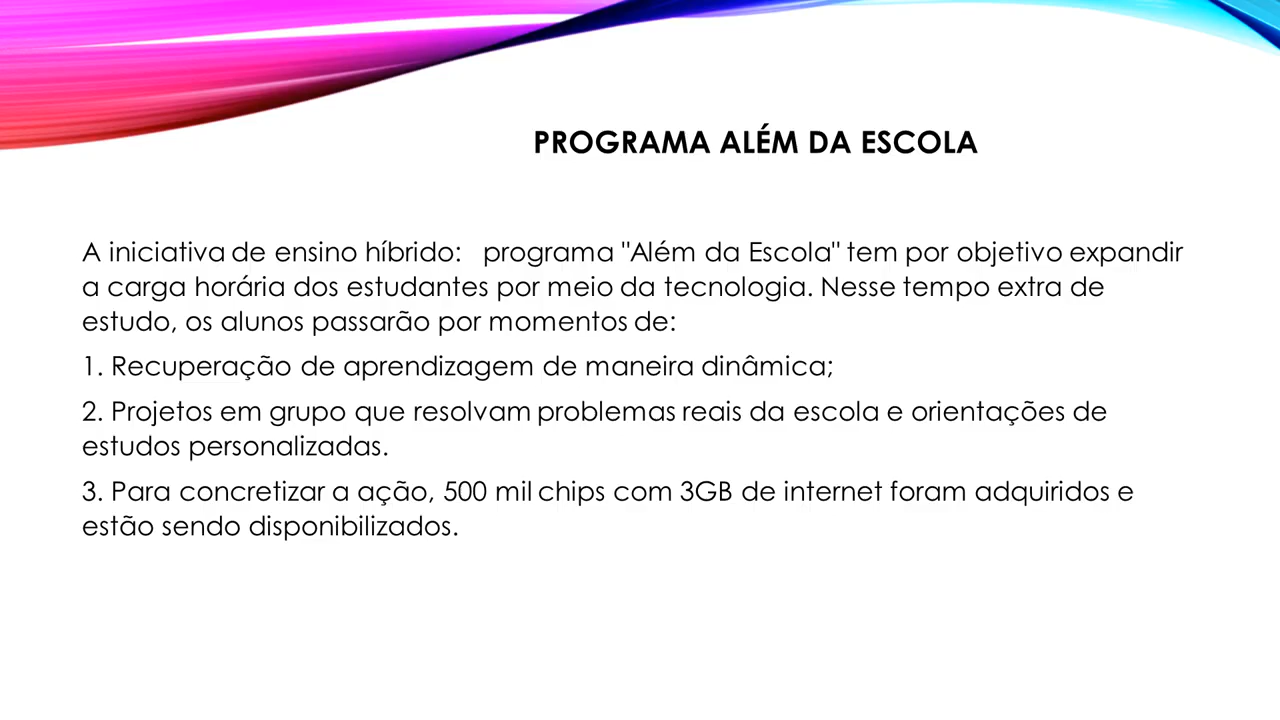 PROGRAMA ALÉM DA ESCOLA
A iniciativa de ensino híbrido: programa "Além da Escola" tem por objetivo expandir
a carga horária dos estudantes por meio da tecnologia. Nesse tempo extra de
estudo, os alunos passarão por momentos de:
1. Recuperação de aprendizagem de maneira dinâmica;
2. Projetos em grupo que resolvam problemas reais da escola e orientações de
estudos personalizadas.
3. Para concretizar a ação, 500 mil chips com 3GB de internet foram adquiridos e
estão sendo disponibilizados.